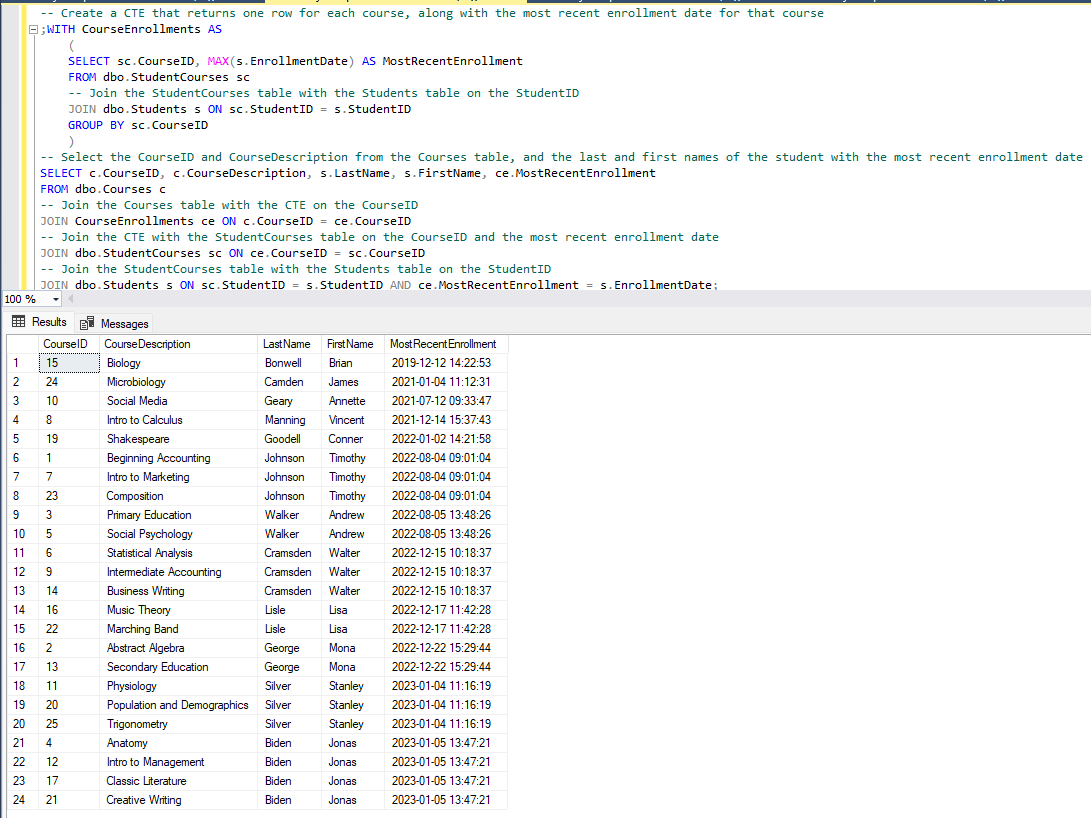 -- Create a CTE that returns one row for each course, along with the most recent enrollment date for that course
;WITH CourseEnrollments AS
(
SELECT sc.CourseID, MAX(s.EnrollmentDate) AS MostRecentEnrollment
FROM dbo.StudentCourses sc
-- Join the StudentCourses table with the Students table on the StudentID
JOIN dbo.Students s ON sc.StudentID = s.StudentID
GROUP BY sc.CourseID
)
-- Select the CourseID and CourseDescription from the Courses table, and the last and first names of the student with the most recent enrollment date
SELECT c.CourseID, c.CourseDescription, s.LastName, s.FirstName, ce.MostRecentEnrollment
FROM dbo.Courses c
-- Join the Courses table with the CTE on the CourseID
JOIN CourseEnrollments ce ON c.CourseID = ce.CourseID
-- Join the CTE with the StudentCourses table on the CourseID and the most recent enrollment date
JOIN dbo.StudentCourses sc ON ce.CourseID = sc.CourseID
-- Join the StudentCourses table with the Students table on the StudentID
JOIN dbo.Students s ON sc.StudentID = s.StudentID AND ce.MostRecentEnrollment = s.EnrollmentDate;
100 %
Results Messages
CourseID CourseDescription LastName FirstName MostRecentEnrollment
1 15 Biology Bonwell Brian 2019-12-12 14:22:53
2 24 Microbiology Camden James 2021-01-04 11:12:31
3 10 Social Media Geary Annette 2021-07-12 09:33:47
4 8 Intro to Calculus Manning Vincent 2021-12-14 15:37:43
5 19 Shakespeare Goodell Conner 2022-01-02 14:21:58
6 1 Beginning Accounting Johnson Timothy 2022-08-04 09:01:04
7 7 Intro to Marketing Johnson Timothy 2022-08-04 09:01:04
8 23 Composition Johnson Timothy 2022-08-04 09:01:04
9 3 Primary Education Walker Andrew 2022-08-05 13:48:26
10 5 Social Psychology Walker Andrew 2022-08-05 13:48:26
11 6 Statistical Analysis Cramsden Walter 2022-12-15 10:18:37
12 9 Intermediate Accounting Cramsden Walter 2022-12-15 10:18:37
13 14 Business Writing Cramsden Walter 2022-12-15 10:18:37
14 16 Music Theory Lisle Lisa 2022-12-17 11:42:28
15 22 Marching Band Lisle Lisa 2022-12-17 11:42:28
16 2 Abstract Algebra George Mona 2022-12-22 15:29:44
17 13 Secondary Education George Mona 2022-12-22 15:29:44
18 11 Physiology Silver Stanley 2023-01-04 11:16:19
19 20 Population and Demographics Silver Stanley 2023-01-04 11:16:19
20 25 Trigonometry Silver Stanley 2023-01-04 11:16:19
21 4 Anatomy Biden Jonas 2023-01-05 13:47:21
22 12 Intro to Management Biden Jonas 2023-01-05 13:47:21
23 17 Classic Literature Biden Jonas 2023-01-05 13:47:21
24 21 Creative Writing Biden Jonas 2023-01-05 13:47:21